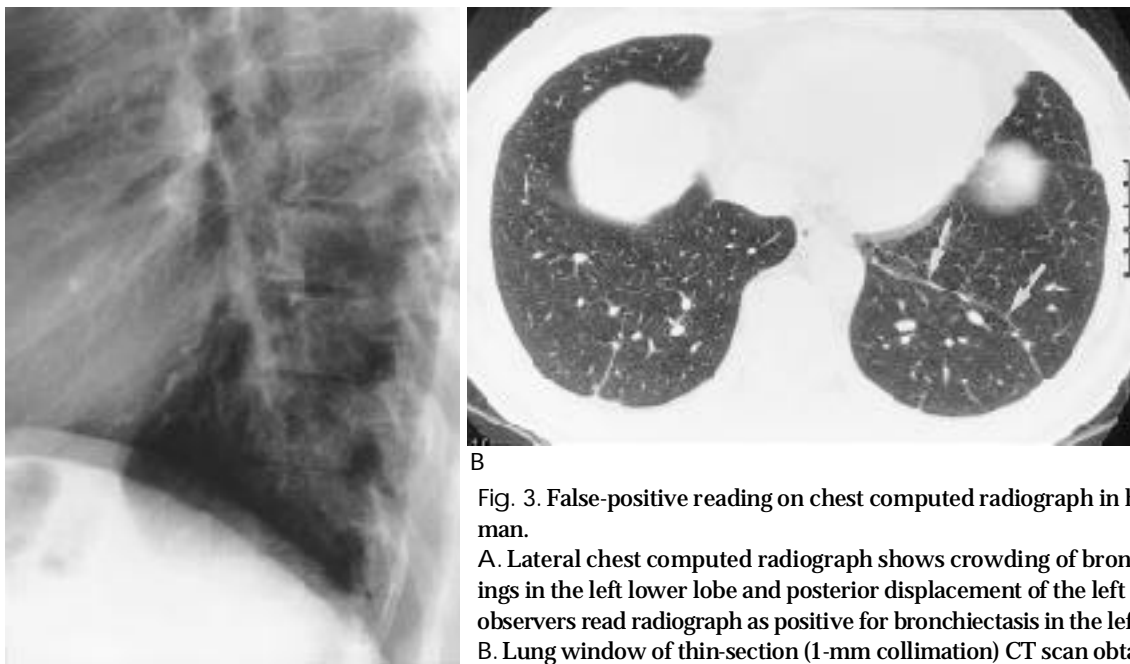 B
Fig. 3. False-positive reading on chest computed radiograph in
man.
A. Lateral chest computed radiograph shows crowding of bron
ings in the left lower lobe and posterior displacement of the left
observers read radiograph as positive for bronchiectasis in the lef
B. Lung window of thin-section (1-mm collimation) CT scan obta